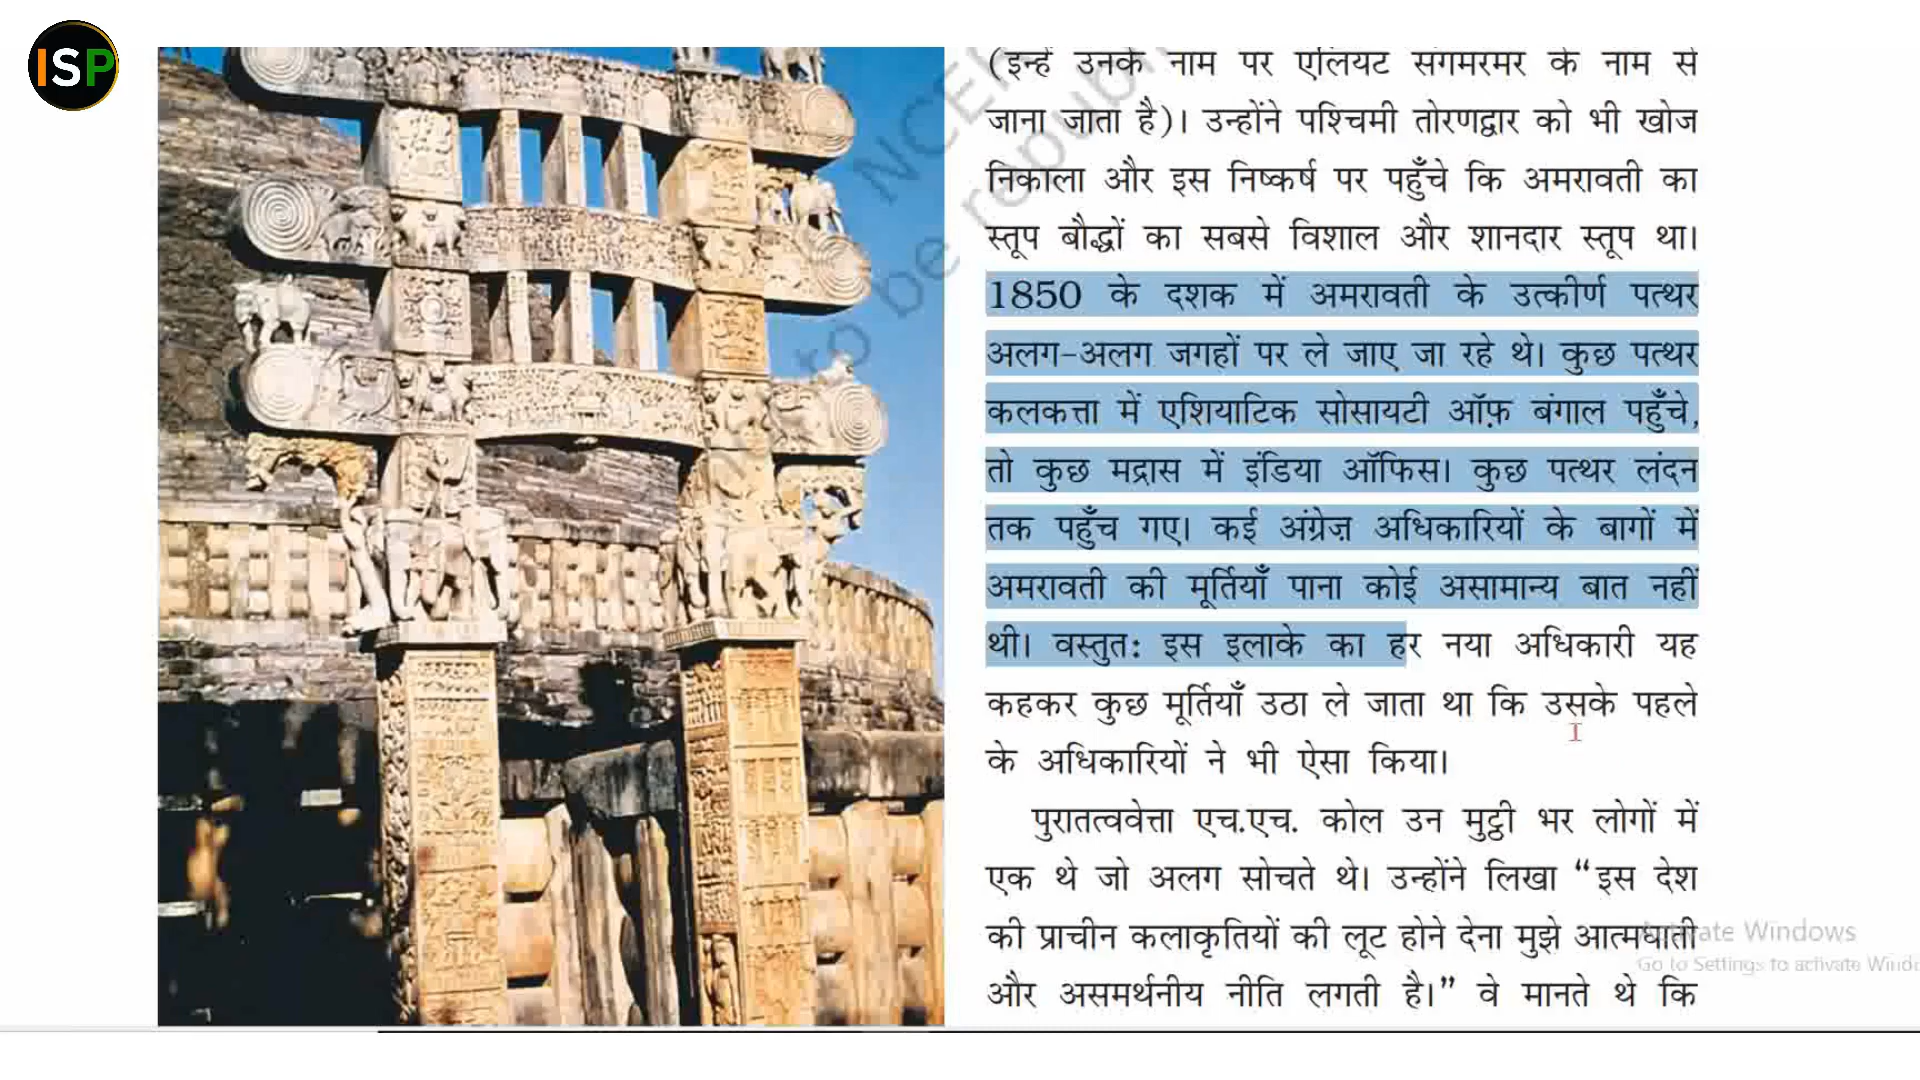 ISP
(इन्हें उनके नाम पर एलियट संगमरमर के नाम से
जाना जाता है)। उन्होंने पश्चिमी तोरणद्वार को भी खोज
निकाला और इस निष्कर्ष पर पहुँचे कि अमरावती का
स्तूप बौद्धों का सबसे विशाल और शानदार स्तूप था।
1850 के दशक में अमरावती के उत्कीर्ण पत्थर
अलग-अलग जगहों पर ले जाए जा रहे थे। कुछ पत्थर
कलकत्ता में एशियाटिक सोसायटी ऑफ़ बंगाल पहुँचे,
तो कुछ मद्रास में इंडिया ऑफिस। कुछ पत्थर लंदन
तक पहुँच गए। कई अंग्रेज़ अधिकारियों के बागों में
अमरावती की मूर्तियाँ पाना कोई असामान्य बात नहीं
थी। वस्तुत: इस इलाके का हर नया अधिकारी यह
कहकर कुछ मूर्तियाँ उठा ले जाता था कि उसके पहले
के अधिकारियों ने भी ऐसा किया।
पुरातत्ववेत्ता एच.एच. कोल उन मुट्ठी भर लोगों में
एक थे जो अलग सोचते थे। उन्होंने लिखा “इस देश
की प्राचीन कलाकृतियों की लूट होने देना मुझे आत्मघाती
और असमर्थनीय नीति लगती है।” वे मानते थे कि
Activate Windows
Go to Settings to activate
to be